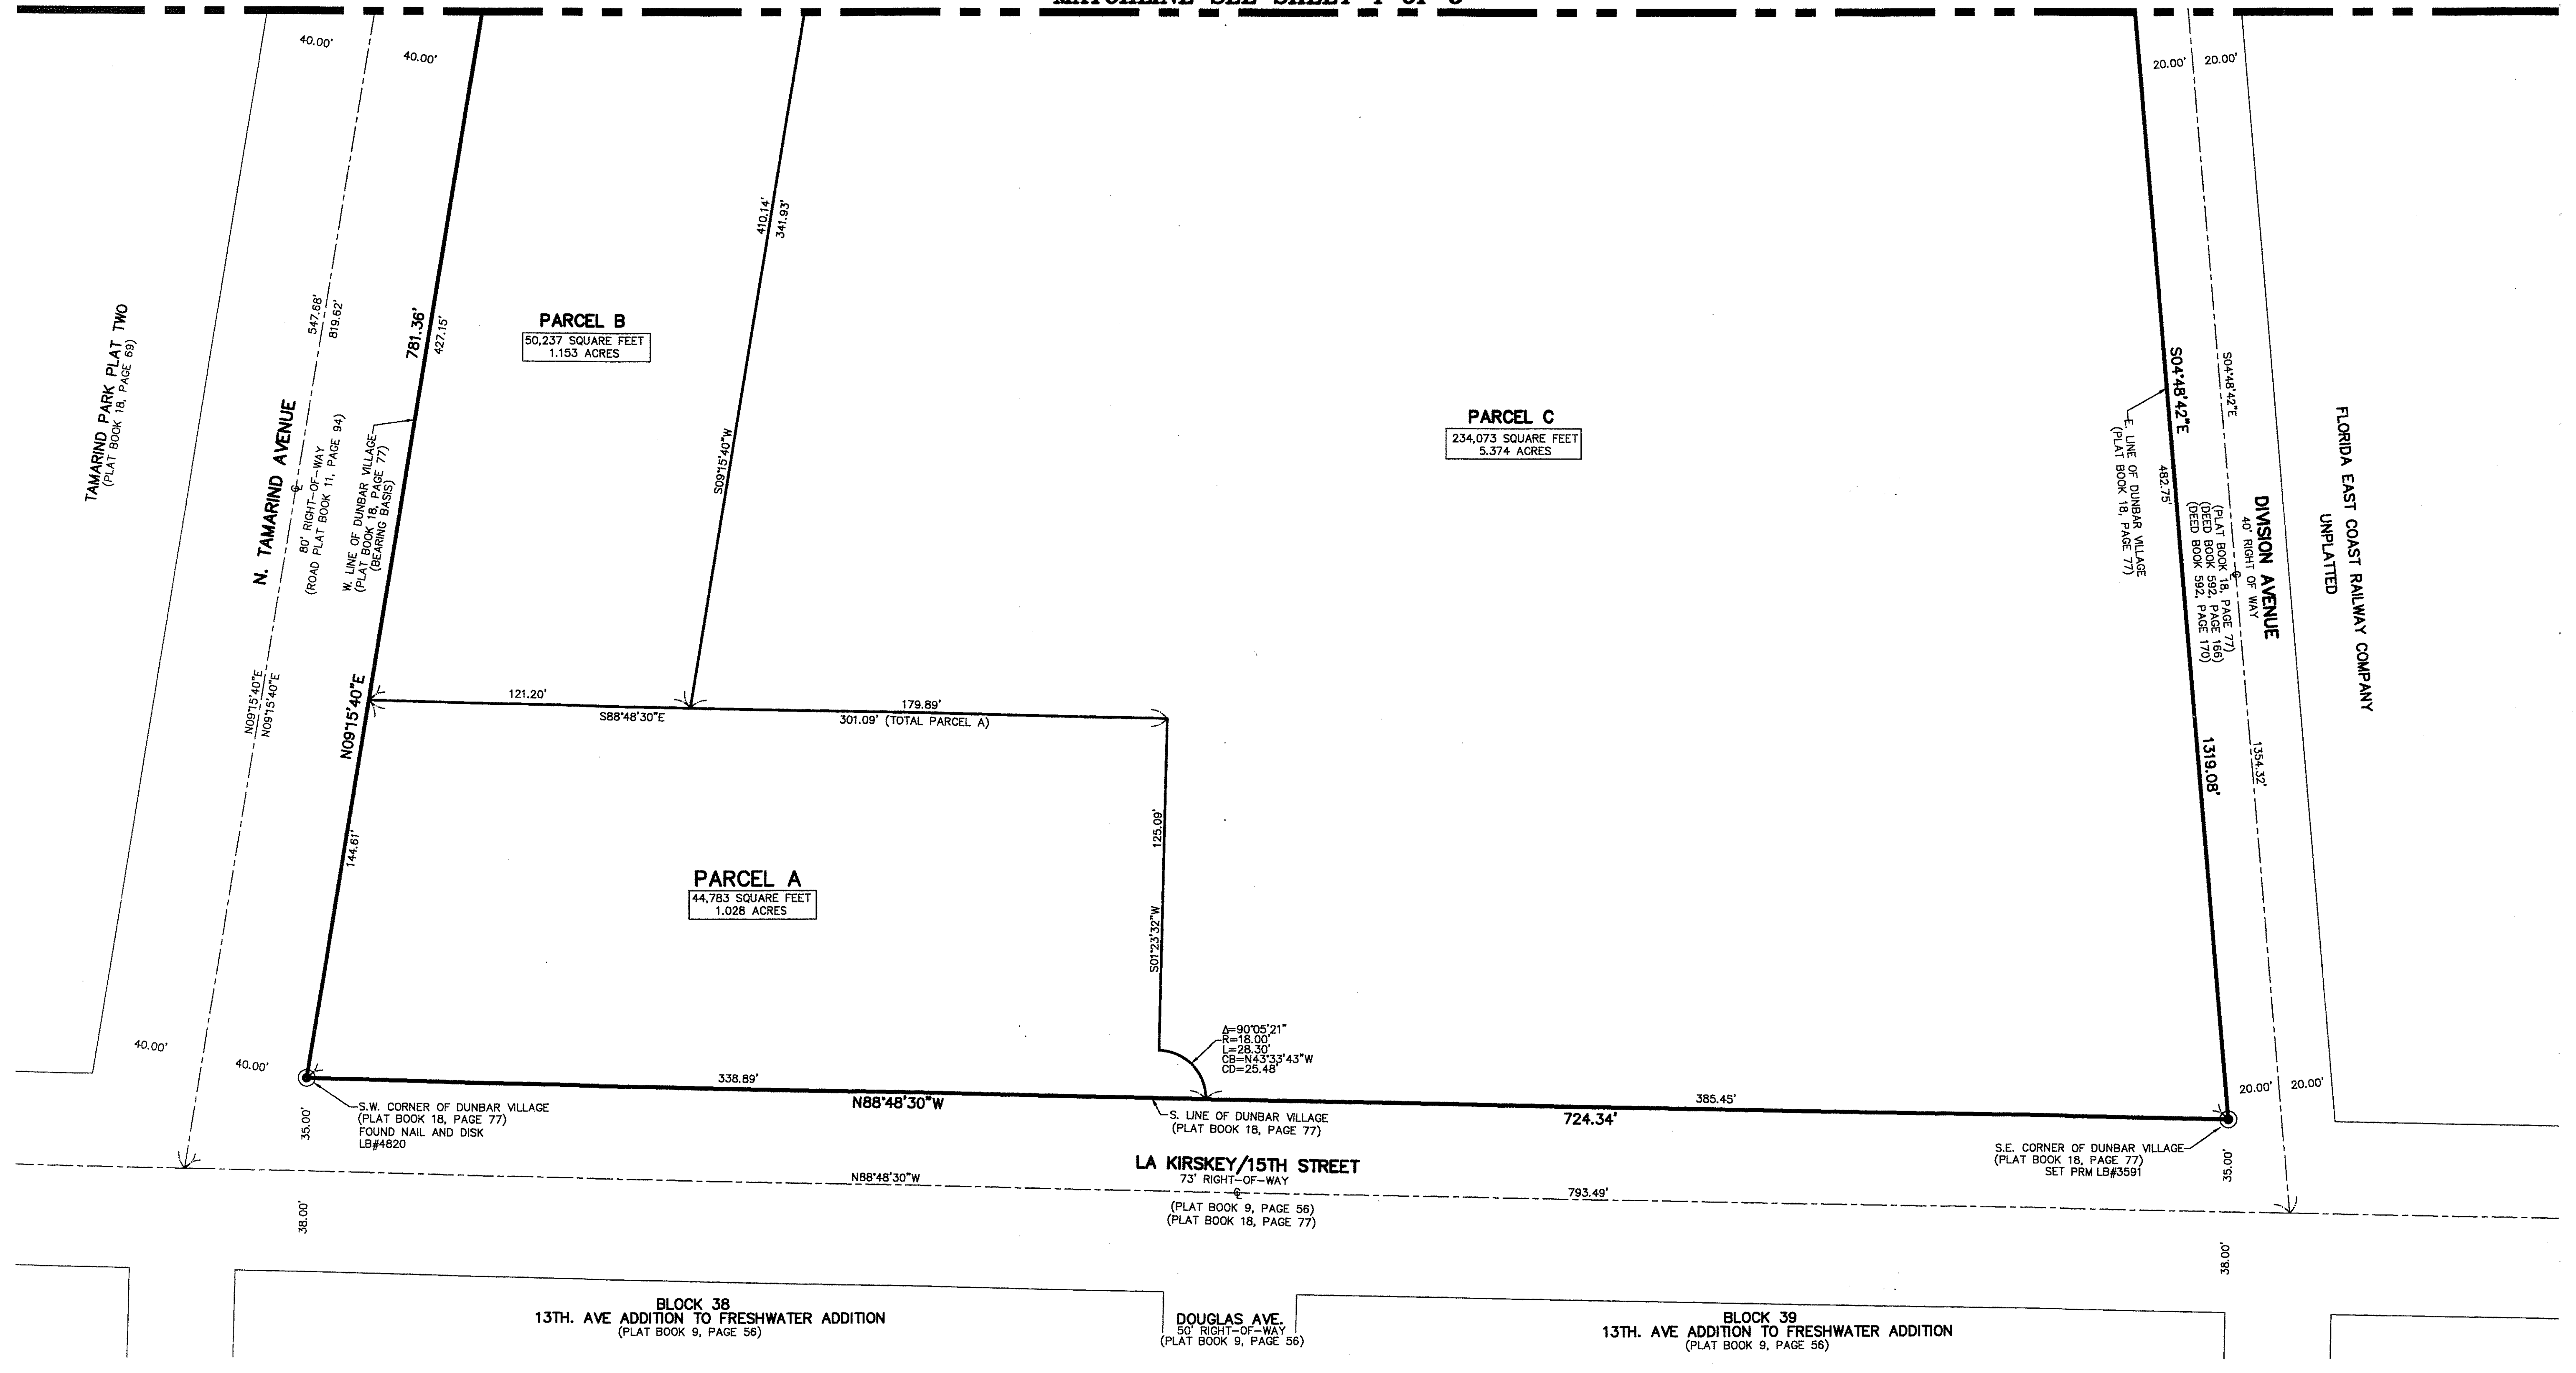 MATCHLINE SEE SHEET
40.00'
40.00'
20.00'
20.00'
410.14'
341.93'
TAMARIND PARK PLAT TWO
(PLAT BOOK 18, PAGE 69)
547.68'
819.62'
781.36'
427.15'
PARCEL B
50,237 SQUARE FEET
1.153 ACRES
S09°15'40"W
PARCEL C
234,073 SQUARE FEET
5.374 ACRES
S04°48'42"E
S04°48'42"E
E. LINE OF DUNBAR VILLAGE
(PLAT BOOK 18, PAGE 77)
482.75'
N. TAMARIND AVENUE
℄
80' RIGHT-OF-WAY
(ROAD PLAT BOOK 11, PAGE 94)
W. LINE OF DUNBAR VILLAGE
(PLAT BOOK 18, PAGE 77)
(BEARING BASIS)
DIVISION AVENUE
40' RIGHT OF WAY
℄
(PLAT BOOK 18, PAGE 77)
(DEED BOOK 592, PAGE 166)
(DEED BOOK 592, PAGE 170)
FLORIDA EAST COAST RAILWAY COMPANY
UNPLATTED
N09°15'40"E
N09°15'40"E
N09°15'40"E
121.20'
S88°48'30"E
179.89'
301.09' (TOTAL PARCEL A)
1319.08'
1354.32'
144.61'
125.09'
PARCEL A
44,783 SQUARE FEET
1.028 ACRES
S01°23'32"W
Δ=90°05'21"
R=18.00'
L=28.30'
CB=N43°33'43"W
CD=25.48'
40.00'
40.00'
338.89'
N88°48'30"W
385.45'
724.34'
20.00'
20.00'
S.W. CORNER OF DUNBAR VILLAGE
(PLAT BOOK 18, PAGE 77)
FOUND NAIL AND DISK
LB#4820
35.00'
S. LINE OF DUNBAR VILLAGE
(PLAT BOOK 18, PAGE 77)
S.E. CORNER OF DUNBAR VILLAGE
(PLAT BOOK 18, PAGE 77)
SET PRM LB#3591
35.00'
LA KIRSKEY/15TH STREET
73' RIGHT-OF-WAY
℄
N88°48'30"W
793.49'
(PLAT BOOK 9, PAGE 56)
(PLAT BOOK 18, PAGE 77)
38.00'
38.00'
BLOCK 38
13TH. AVE ADDITION TO FRESHWATER ADDITION
(PLAT BOOK 9, PAGE 56)
DOUGLAS AVE.
50' RIGHT-OF-WAY
(PLAT BOOK 9, PAGE 56)
BLOCK 39
13TH. AVE ADDITION TO FRESHWATER ADDITION
(PLAT BOOK 9, PAGE 56)